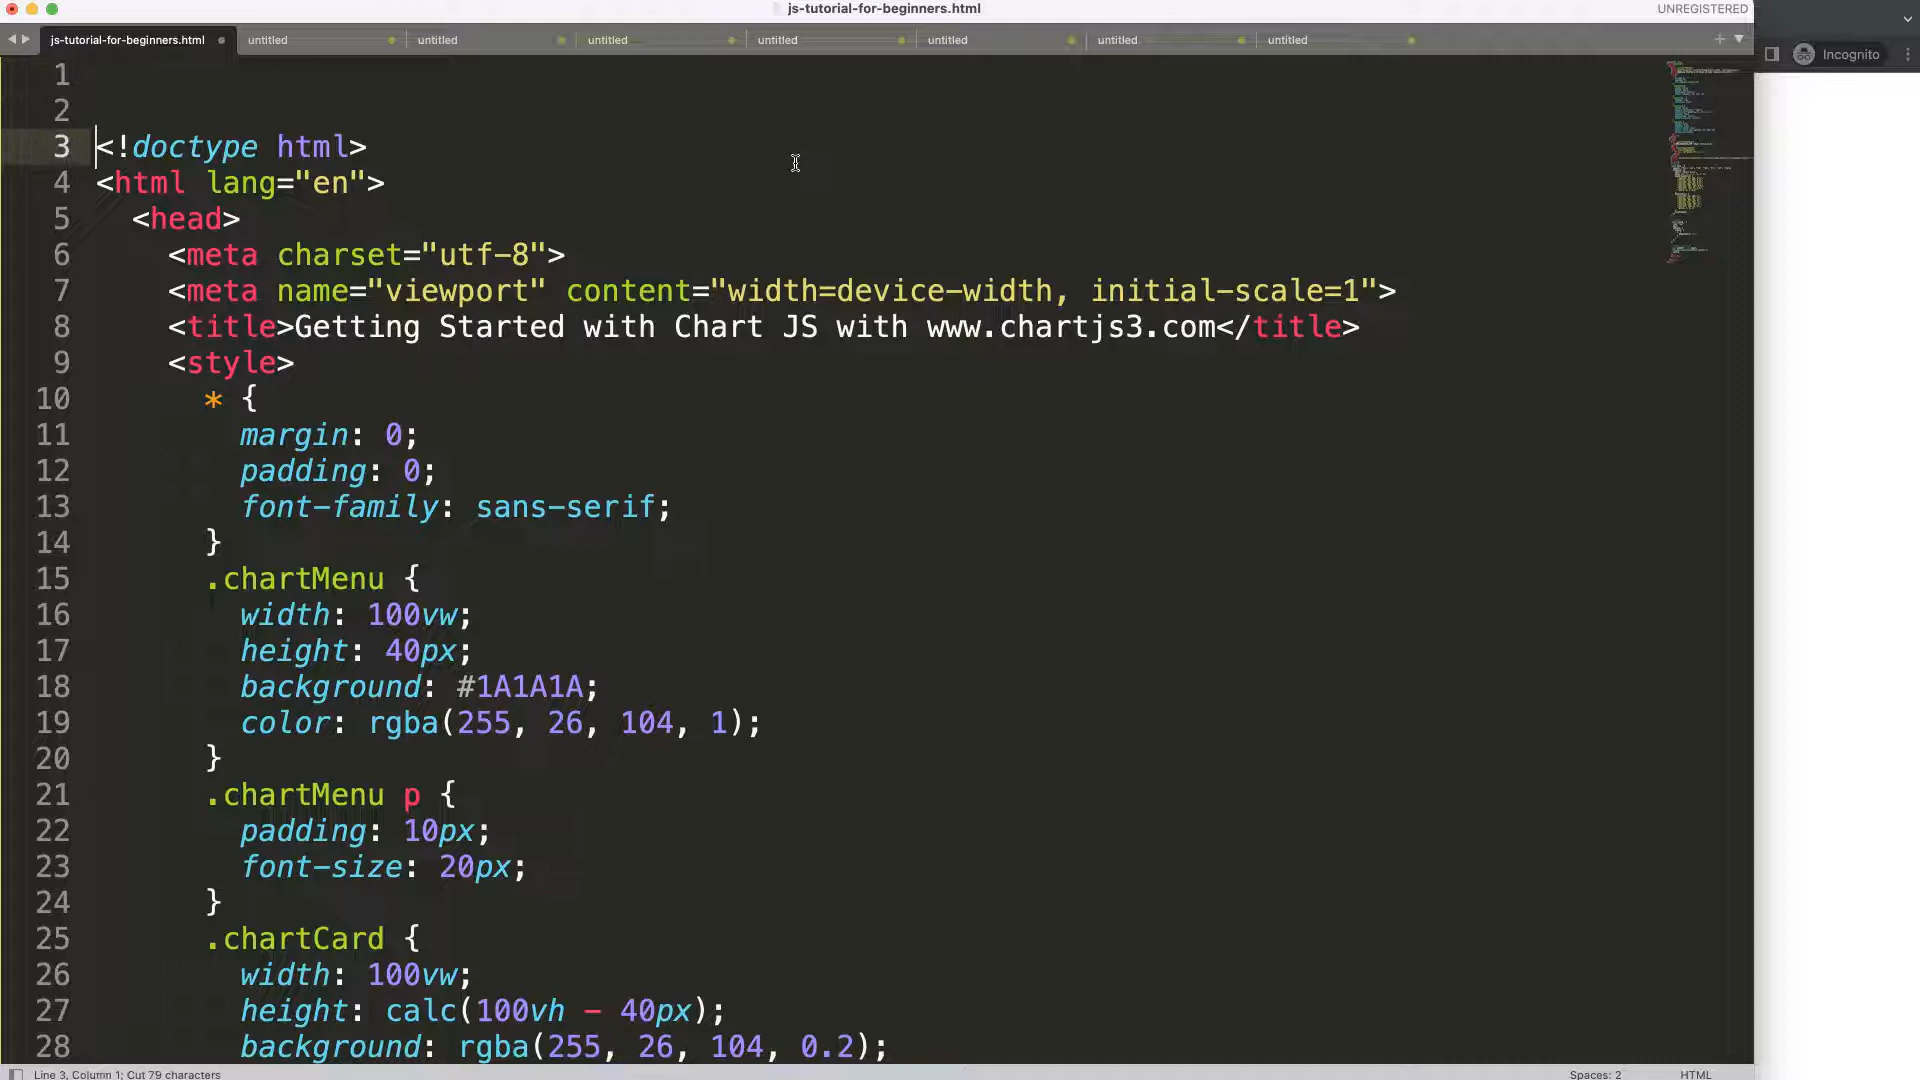 js-tutorial-for-beginners.html
UNREGISTERED
js-tutorial-for-beginners.html untitled untitled untitled untitled untitled untitled untitled
Incognito
1
2
3 <!doctype html>
4 <html lang="en">
5 <head>
6 <meta charset="utf-8">
7 <meta name="viewport" content="width=device-width, initial-scale=1">
8 <title>Getting Started with Chart JS with www.chartjs3.com</title>
9 <style>
10 * {
11 margin: 0;
12 padding: 0;
13 font-family: sans-serif;
14 }
15 .chartMenu {
16 width: 100vw;
17 height: 40px;
18 background: #1A1A1A;
19 color: rgba(255, 26, 104, 1);
20 }
21 .chartMenu p {
22 padding: 10px;
23 font-size: 20px;
24 }
25 .chartCard {
26 width: 100vw;
27 height: calc(100vh - 40px);
28 background: rgba(255, 26, 104, 0.2);
Line 3, Column 1; Cut 79 characters
Spaces: 2
HTML